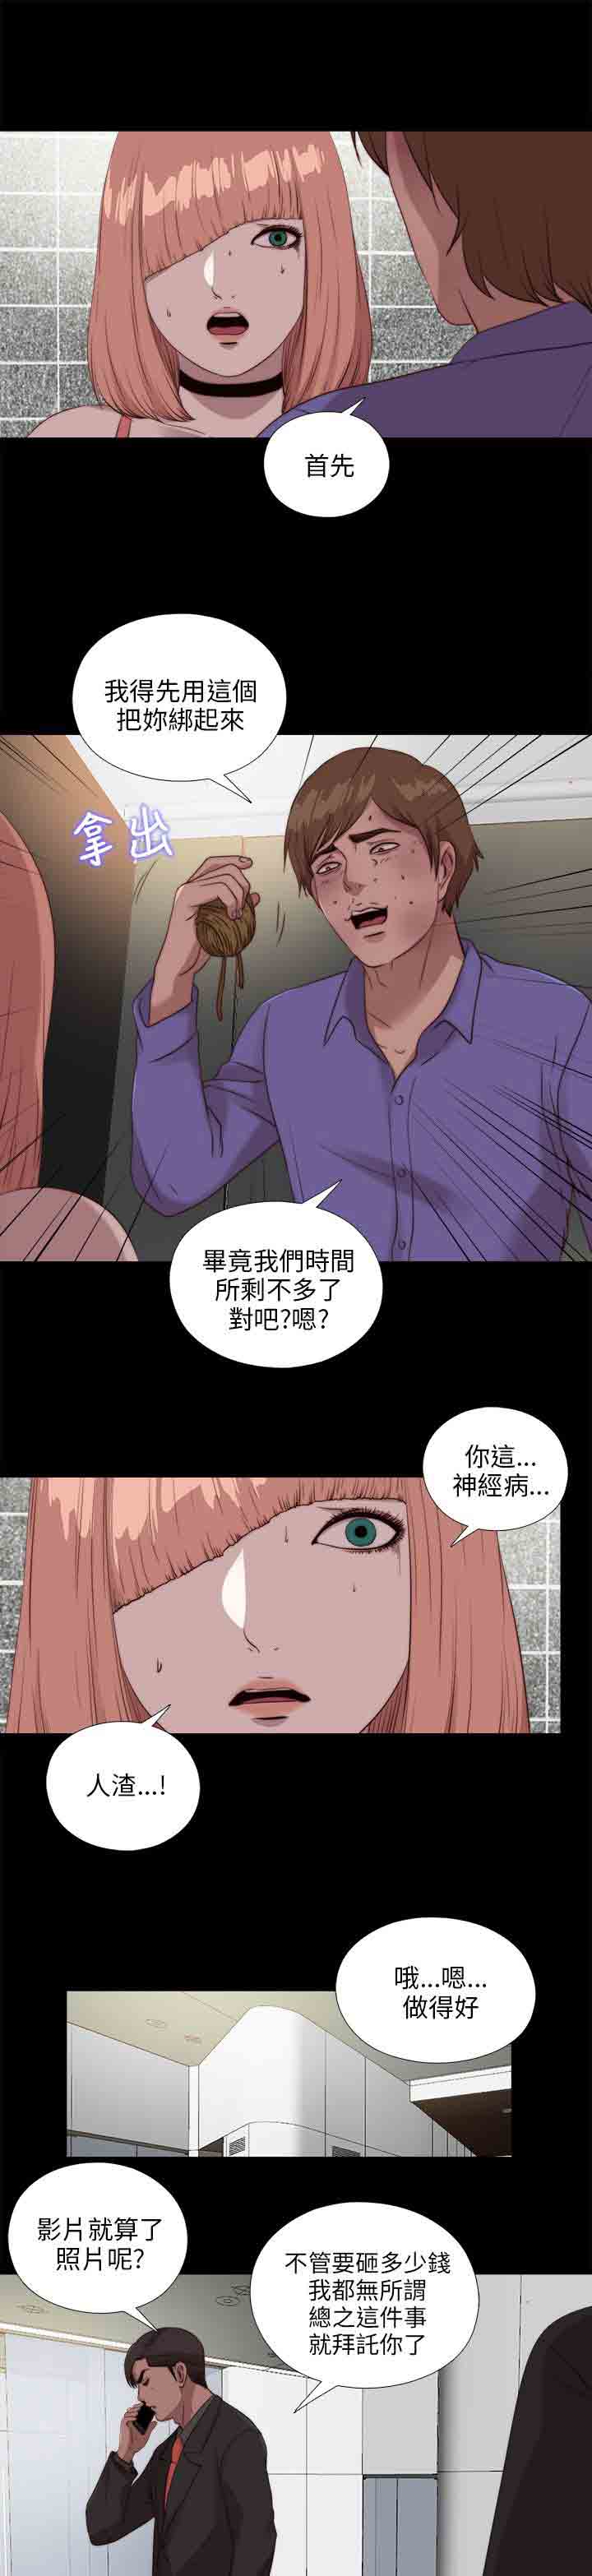 首先
我得先用這個
把妳綁起來
拿出
畢竟我們時間
所剩不多了
對吧?嗯?
你這...
神經病...
人渣...!
哦...嗯...
做得好
影片就算了
照片呢?
不管要砸多少錢
我都無所謂
總之這件事
就拜託你了